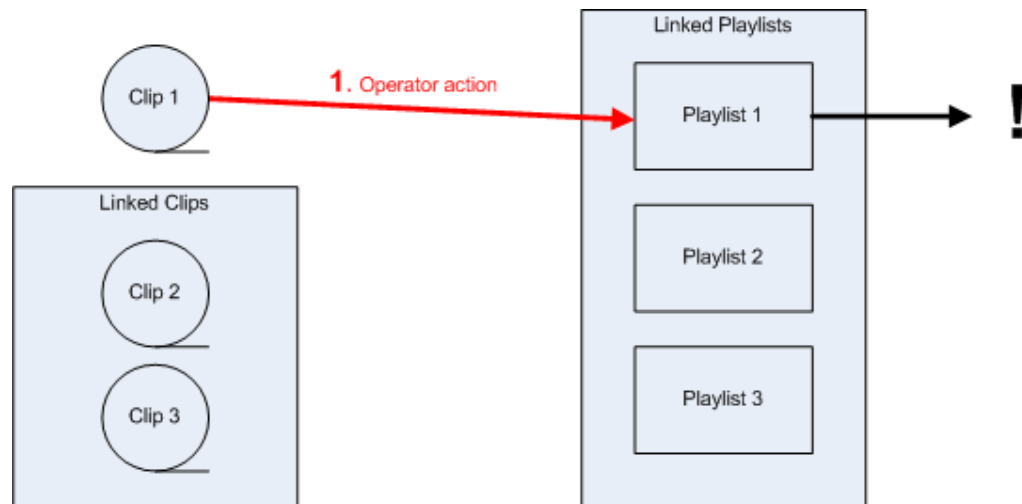 Linked Playlists
Clip 1
1. Operator action
Playlist 1
!
Linked Clips
Clip 2
Playlist 2
Clip 3
Playlist 3